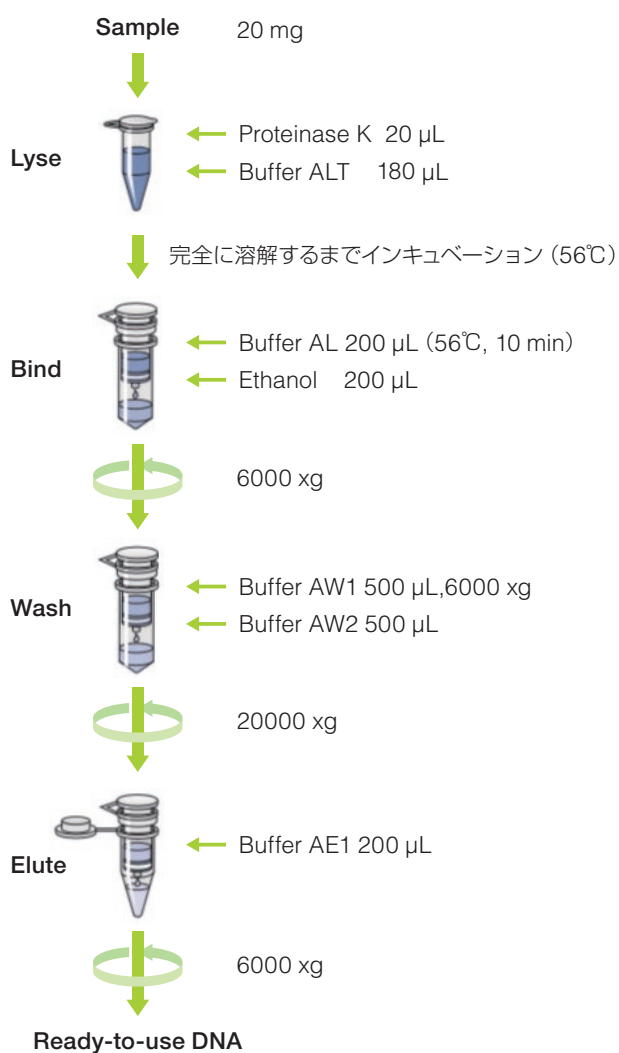 Sample 20 mg
Proteinase K 20 µL
Lyse
Buffer ALT 180 µL
完全に溶解するまでインキュベーション（56℃）
Buffer AL 200 µL（56℃, 10 min）
Bind
Ethanol 200 µL
6000 xg
Buffer AW1 500 µL,6000 xg
Wash
Buffer AW2 500 µL
20000 xg
Buffer AE1 200 µL
Elute
6000 xg
Ready-to-use DNA